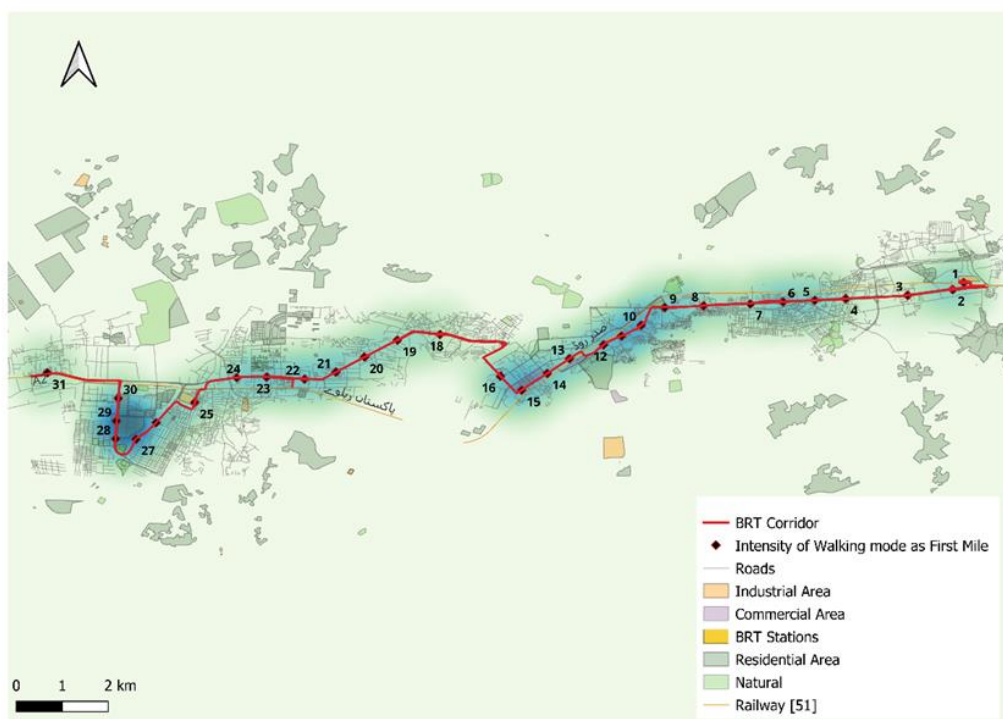 1
2
3
6 5
4
9 8
7
10
صدر روڈ
12
13
18
19
20
14
21
22
24
23
16
31
پاکستان ریلوے
15
30
25
29
28
27
BRT Corridor
Intensity of Walking mode as First Mile
Roads
Industrial Area
Commercial Area
BRT Stations
Residential Area
Natural
Railway [51]
0 1 2 km